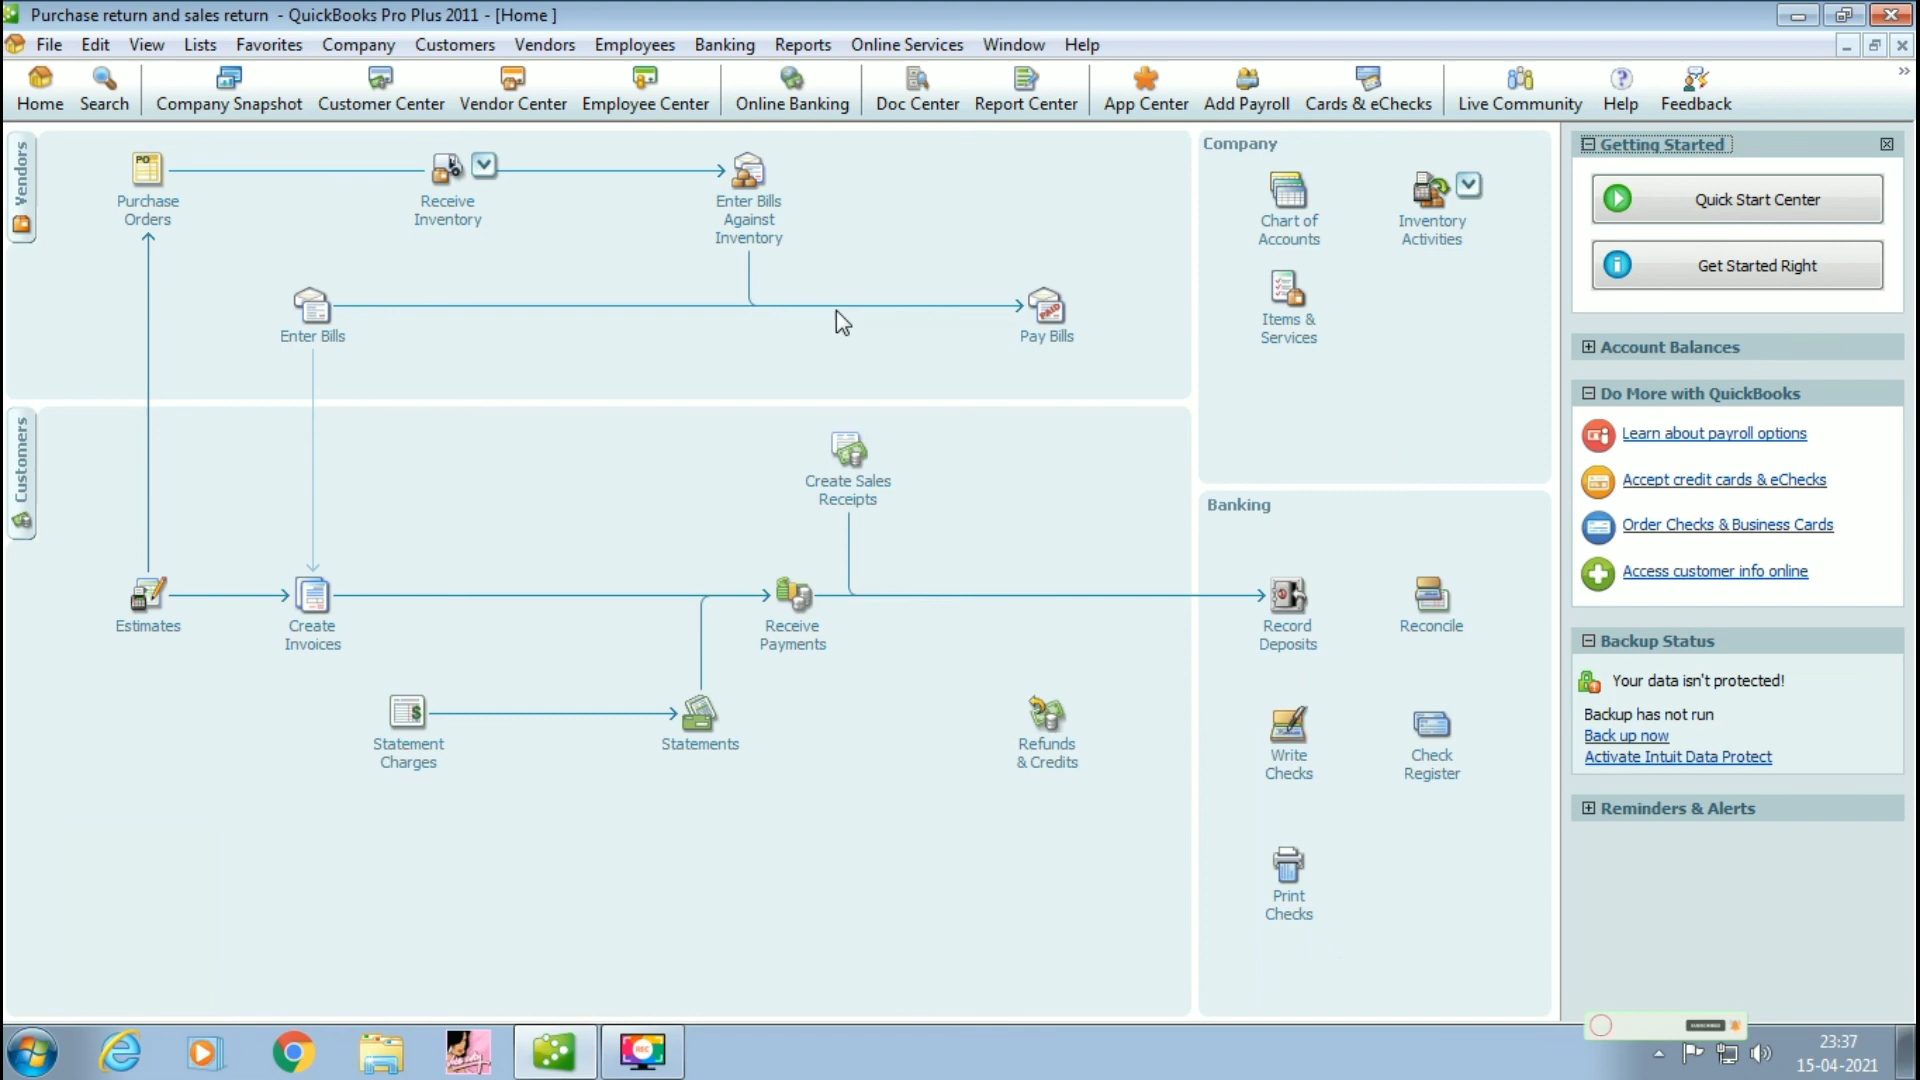 Purchase return and sales return - QuickBooks Pro Plus 2011 - [Home ]
File Edit View Lists Favorites Company Customers Vendors Employees Banking Reports Online Services Window Help
Home Search Company Snapshot Customer Center Vendor Center Employee Center Online Banking Doc Center Report Center App Center Add Payroll Cards & eChecks Live Community Help Feedback
Vendors
PO
Purchase
Orders
Receive
Inventory
Enter Bills
Against
Inventory
Enter Bills
PAID
Pay Bills
Customers
Create Sales
Receipts
Estimates
Create
Invoices
Receive
Payments
Statement
Charges
Statements
Refunds
& Credits
Company
Chart of
Accounts
Inventory
Activities
Items &
Services
Banking
Record
Deposits
Reconcile
Write
Checks
Check
Register
Print
Checks
Getting Started
Quick Start Center
Get Started Right
Account Balances
Do More with QuickBooks
Learn about payroll options
Accept credit cards & eChecks
Order Checks & Business Cards
Access customer info online
Backup Status
Your data isn't protected!
Backup has not run
Back up now
Activate Intuit Data Protect
Reminders & Alerts
SUBSCRIBED
REC
23:37
15-04-2021